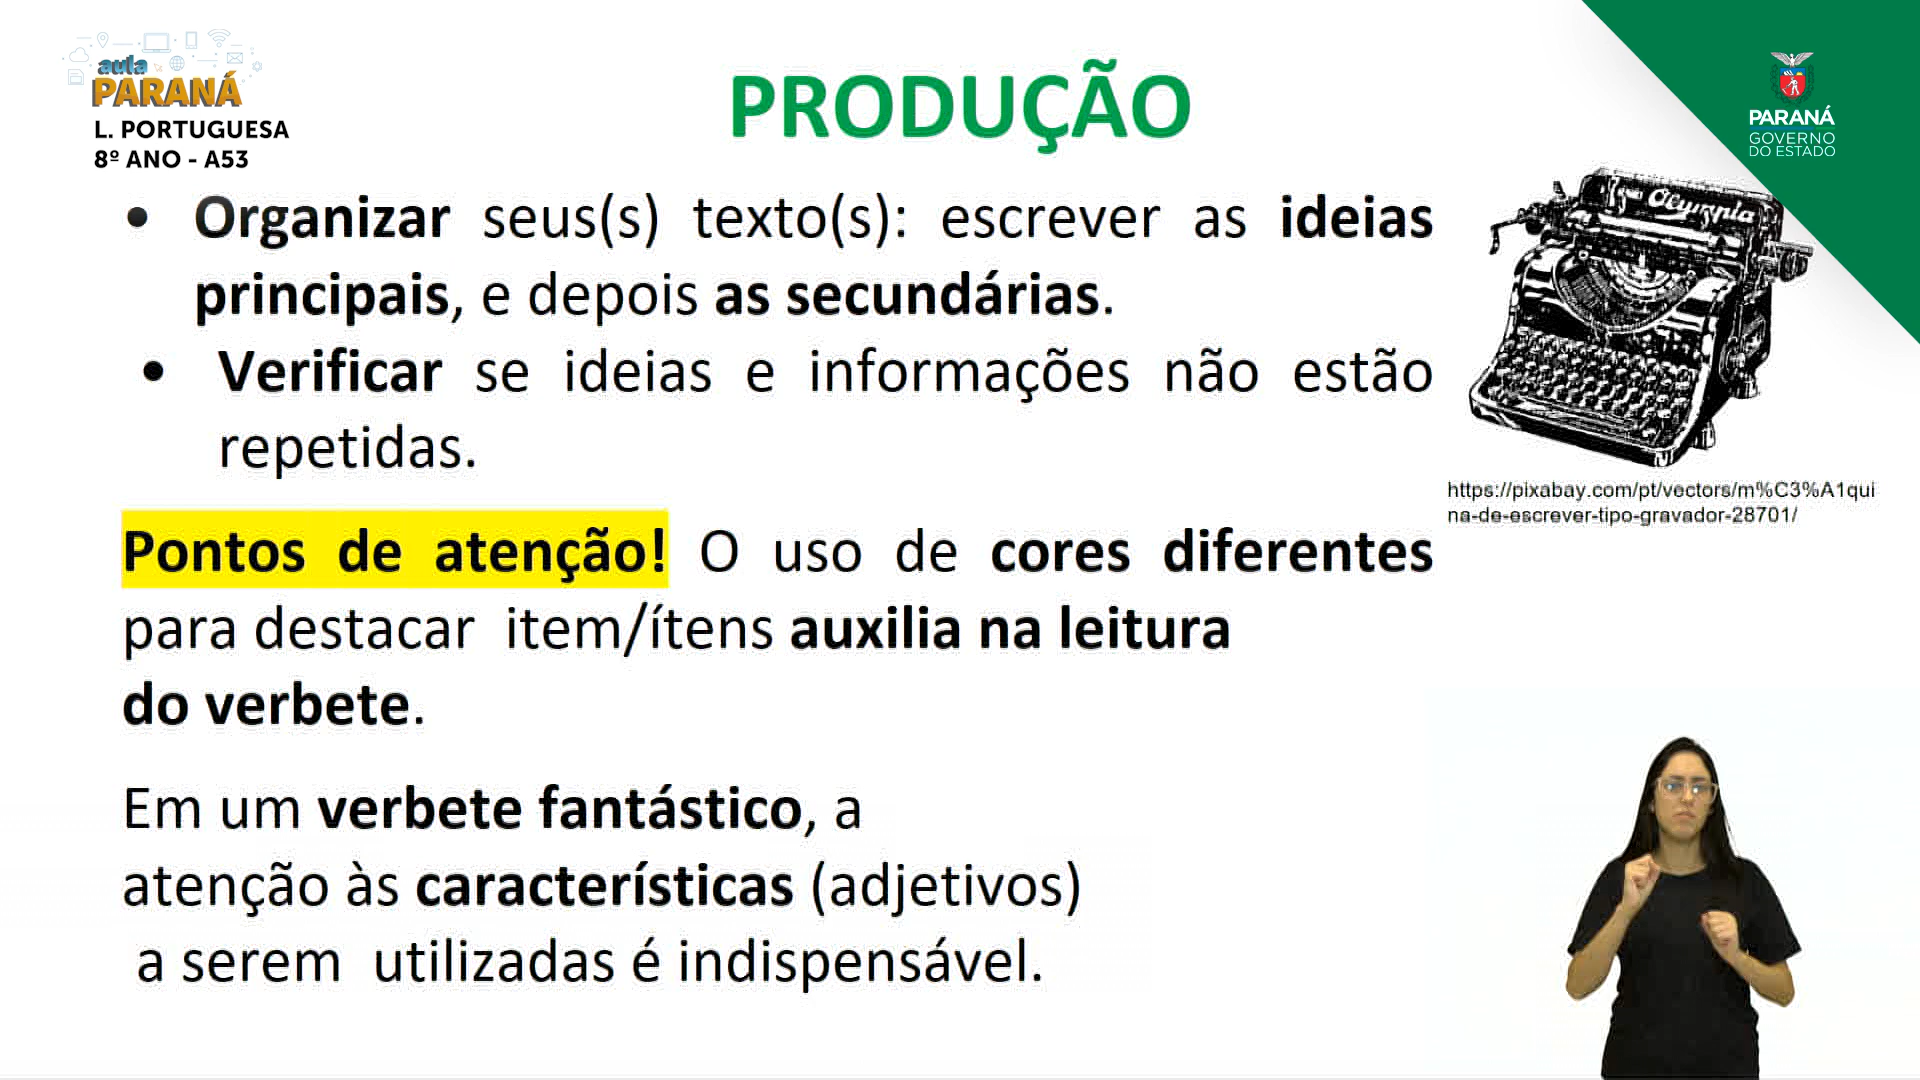 aula
PARANÁ
L. PORTUGUESA
8º ANO - A53
PRODUÇÃO
PARANÁ
GOVERNO
DO ESTADO
• Organizar seus(s) texto(s): escrever as ideias
principais, e depois as secundárias.
• Verificar se ideias e informações não estão
repetidas.
Olympia
https://pixabay.com/pt/vectors/m%C3%A1qui
na-de-escrever-tipo-gravador-28701/
Pontos de atenção! O uso de cores diferentes
para destacar item/ítens auxilia na leitura
do verbete.
Em um verbete fantástico, a
atenção às características (adjetivos)
a serem utilizadas é indispensável.